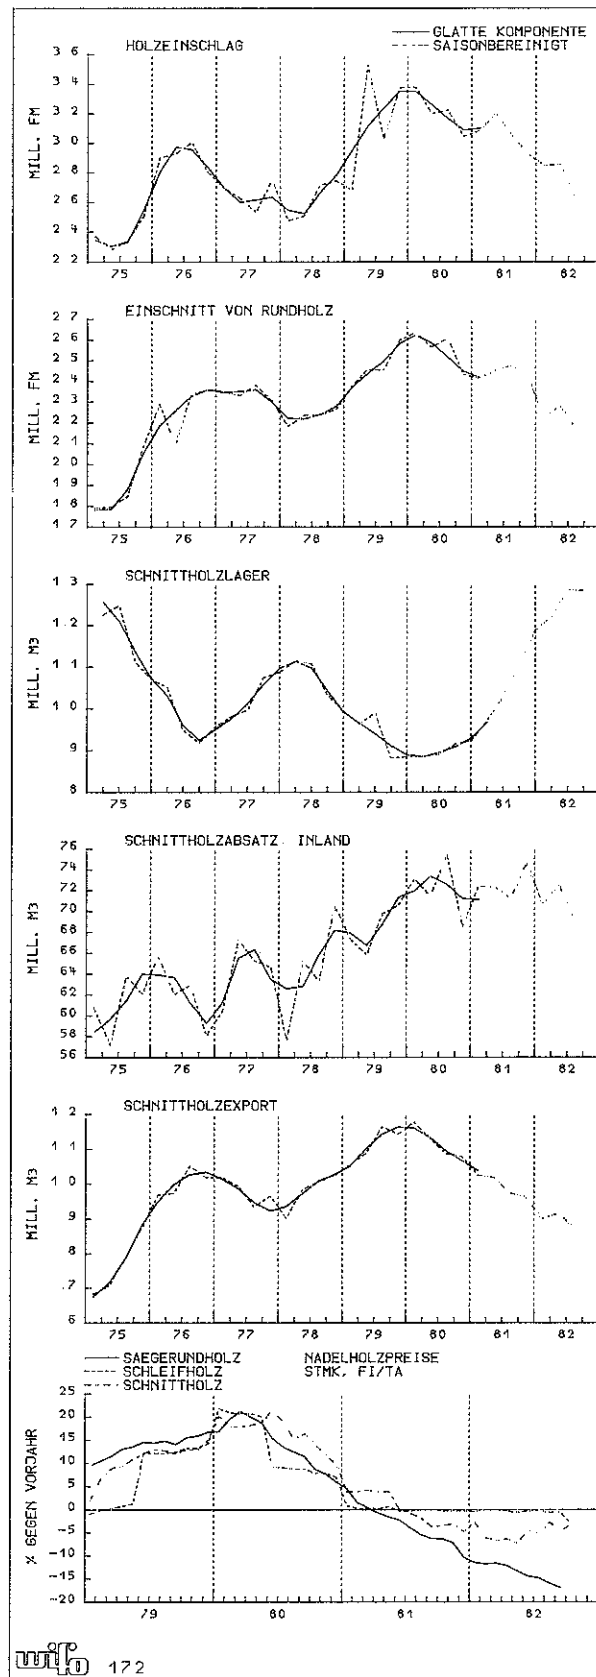 HOLZEINSCHLAG
GLATTE KOMPONENTE
SAISONBEREINIGT
MILL. FM
3 6
3 4
3 2
3 0
2 8
2 6
2 4
2 2
75 76 77 78 79 80 81 82
EINSCHNITT VON RUNDHOLZ
MILL. FM
2 7
2 6
2 4
2 3
2 2
2 1
2 0
1 8
1 7
75 76 77 78 79 80 81 82
SCHNITTHOLZLAGER
MILL. M3
1 3
1 2
1 1
1 0
9
8
75 76 77 78 79 80 81 82
SCHNITTHOLZABSATZ. INLAND
MILL. M3
76
74
72
70
68
66
64
62
60
58
56
75 76 77 78 79 80 81 82
SCHNITTHOLZEXPORT
MILL. M3
1 2
1 1
1 0
.9
.8
.7
.6
75 76 77 78 79 80 81 82
SAEGERUNDHOLZ
SCHLEIFHOLZ
SCHNITTHOLZ
NADELHOLZPREISE
STMK, FI/TA
% GEGEN VORJAHR
25
20
15
10
5
0
-5
-10
-15
-20
79 80 81 82
wifo 172